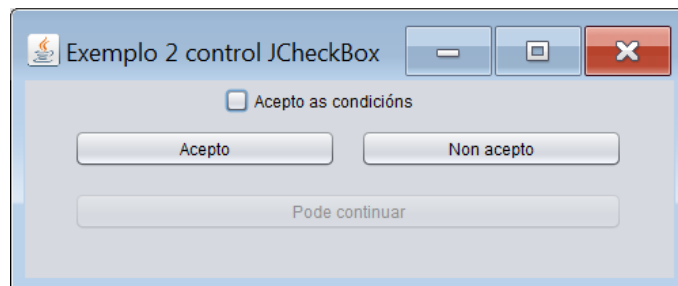 Exemplo 2 control JCheckBox
Acepto as condicións
Acepto Non acepto
Pode continuar